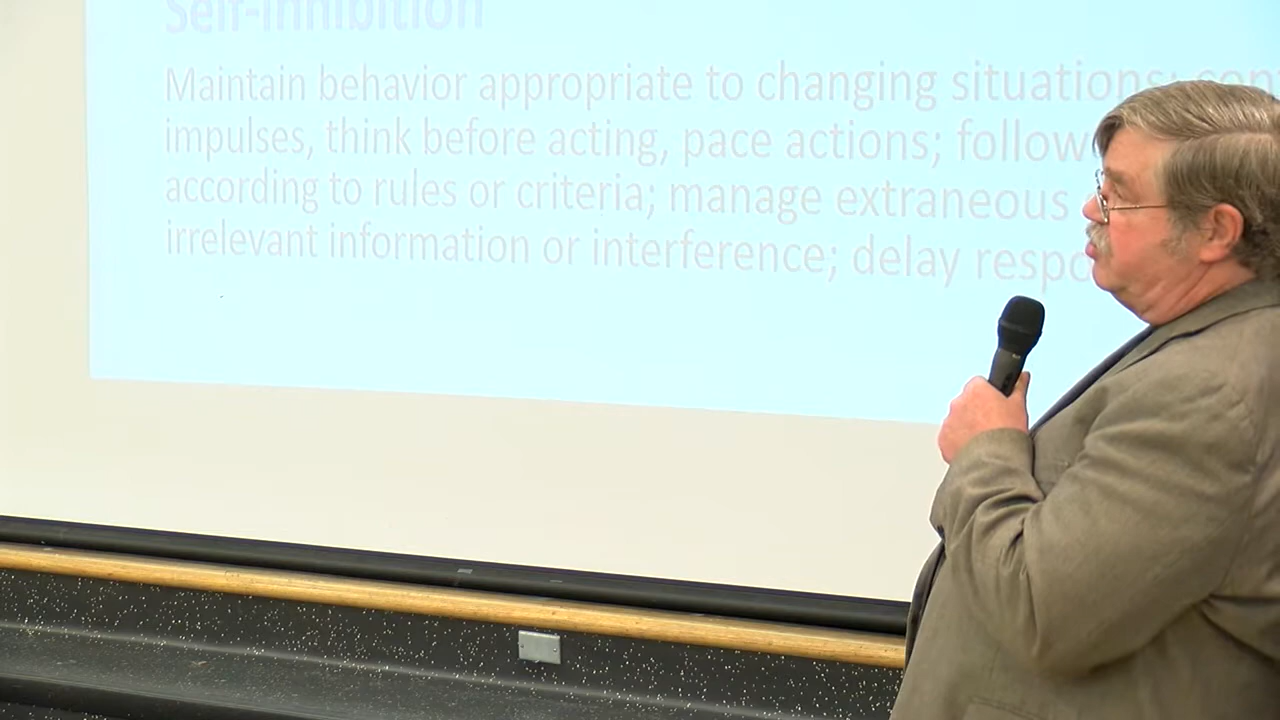 Self-Inhibition
Maintain behavior appropriate to changing situations;
impulses, think before acting, pace actions; follow
according to rules or criteria; manage extraneous
irrelevant information or interference; delay